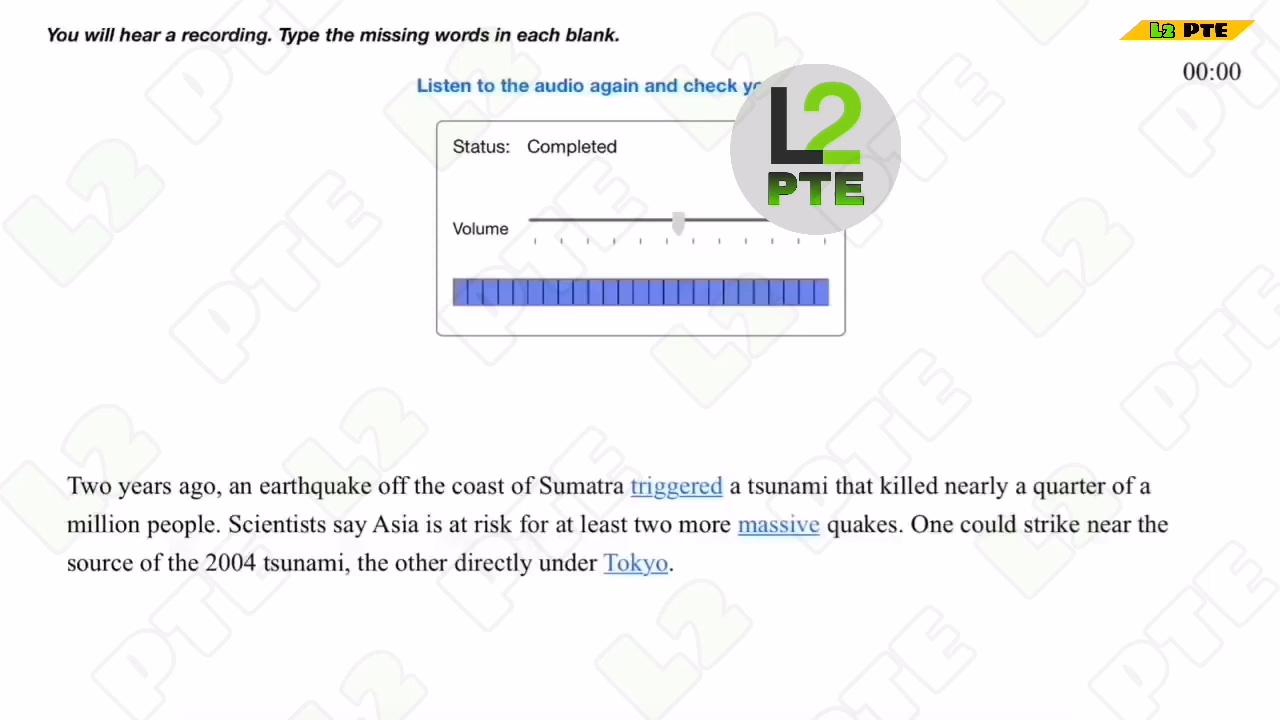 You will hear a recording. Type the missing words in each blank.
L2 PTE
00:00
Listen to the audio again and check
L2
PTE
Status: Completed
Volume
Two years ago, an earthquake off the coast of Sumatra triggered a tsunami that killed nearly a quarter of a
million people. Scientists say Asia is at risk for at least two more massive quakes. One could strike near the
source of the 2004 tsunami, the other directly under Tokyo.